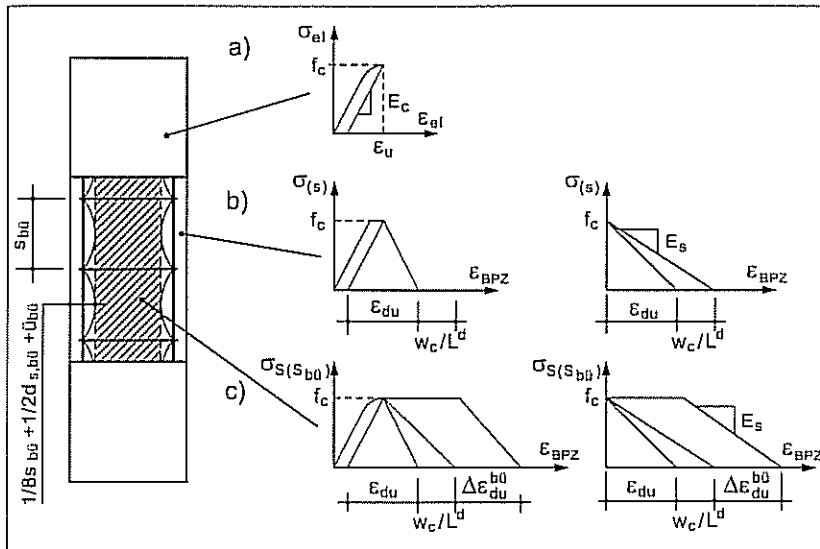 a)
σel
fc
Ec
εel
εu
b)
σ(s)
fc
εBPZ
εdu
wc/Ld
σ(s)
fc
Es
εBPZ
εdu
wc/Ld
sbü
1/8sbü+1/2ds,bü+übü
c)
σS(Sbü)
fc
εBPZ
εdu
Δεdubü
wc/Ld
σS(Sbü)
fc
Es
εBPZ
εdu
Δεdubü
wc/Ld